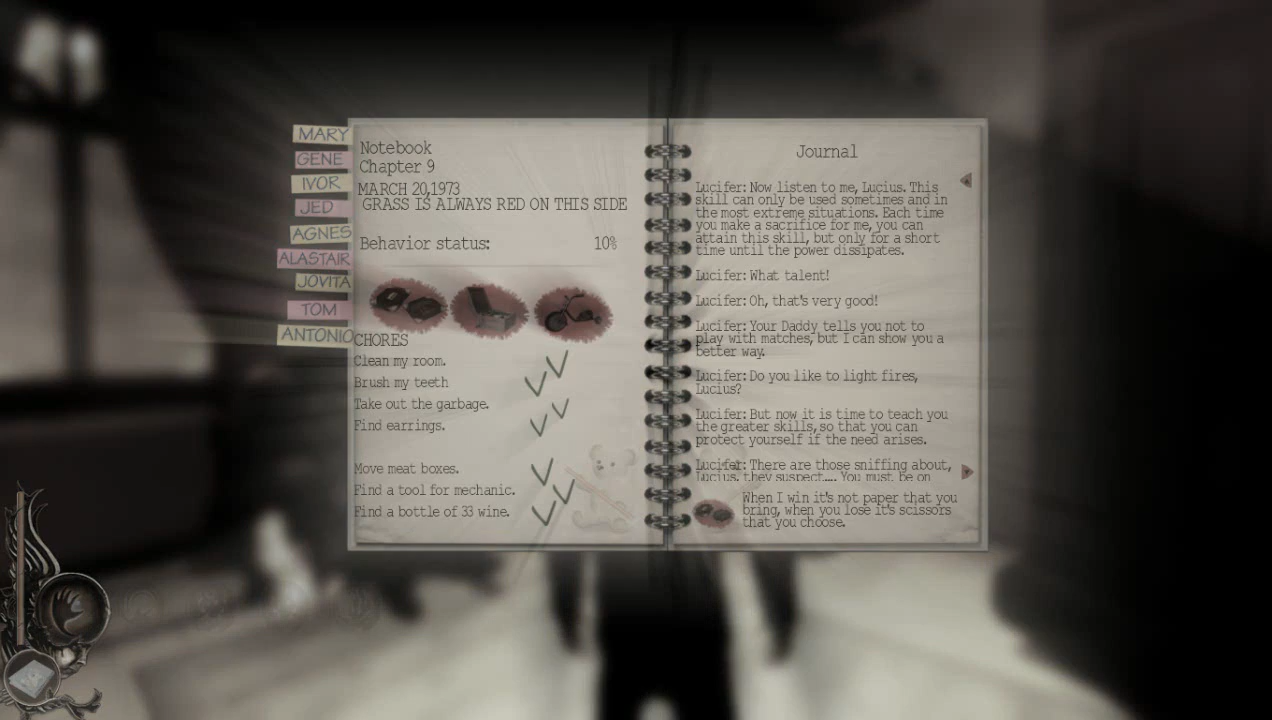 MARY
GENE
IVOR
JED
AGNES
ALASTAIR
JOVITA
TOM
ANTONIO
Notebook
Chapter 9
MARCH 20,1973
GRASS IS ALWAYS RED ON THIS SIDE
Behavior status: 10%
CHORES
Clean my room.
Brush my teeth
Take out the garbage.
Find earrings.
Move meat boxes.
Find a tool for mechanic.
Find a bottle of 33 wine.
Journal
Lucifer: Now listen to me, Lucius. This
skill can only be used sometimes and in
the most extreme situations. Each time
you make a sacrifice for me, you can
attain this skill, but only for a short
time until the power dissipates.
Lucifer: What talent!
Lucifer: Oh, that's very good!
Lucifer: Your Daddy tells you not to
play with matches, but I can show you a
better way.
Lucifer: Do you like to light fires,
Lucius?
Lucifer: But now it is time to teach you
the greater skills, so that you can
protect yourself if the need arises.
Lucifer: There are those sniffing about,
Lucius, they suspect.... You must be on
When I win it's not paper that you
bring, when you lose it's scissors
that you choose.